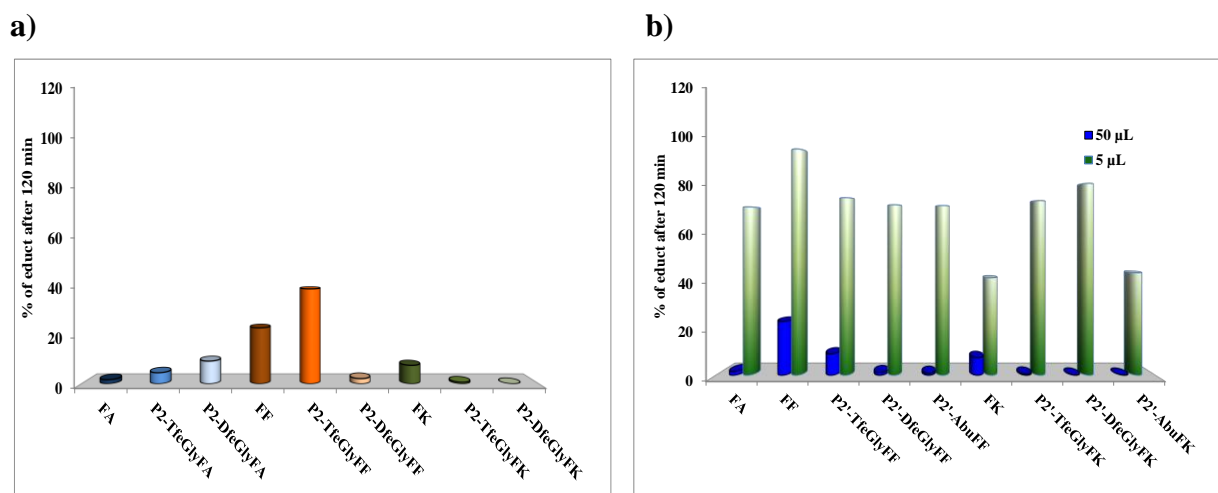 a)
% of educt after 120 min
120
100
80
60
40
20
0
FA
P2-TfeGlyFA
P2-DfeGlyFA
FF
P2-TfeGlyFF
P2-DfeGlyFF
FK
P2-TfeGlyFK
P2-DfeGlyFK
b)
% of educt after 120 min
120
100
80
60
40
20
0
50 µL
5 µL
FA
FF
P2'-TfeGlyFF
P2'-DfeGlyFF
P2'-AbuFF
FK
P2'-TfeGlyFK
P2'-DfeGlyFK
P2'-AbuFK